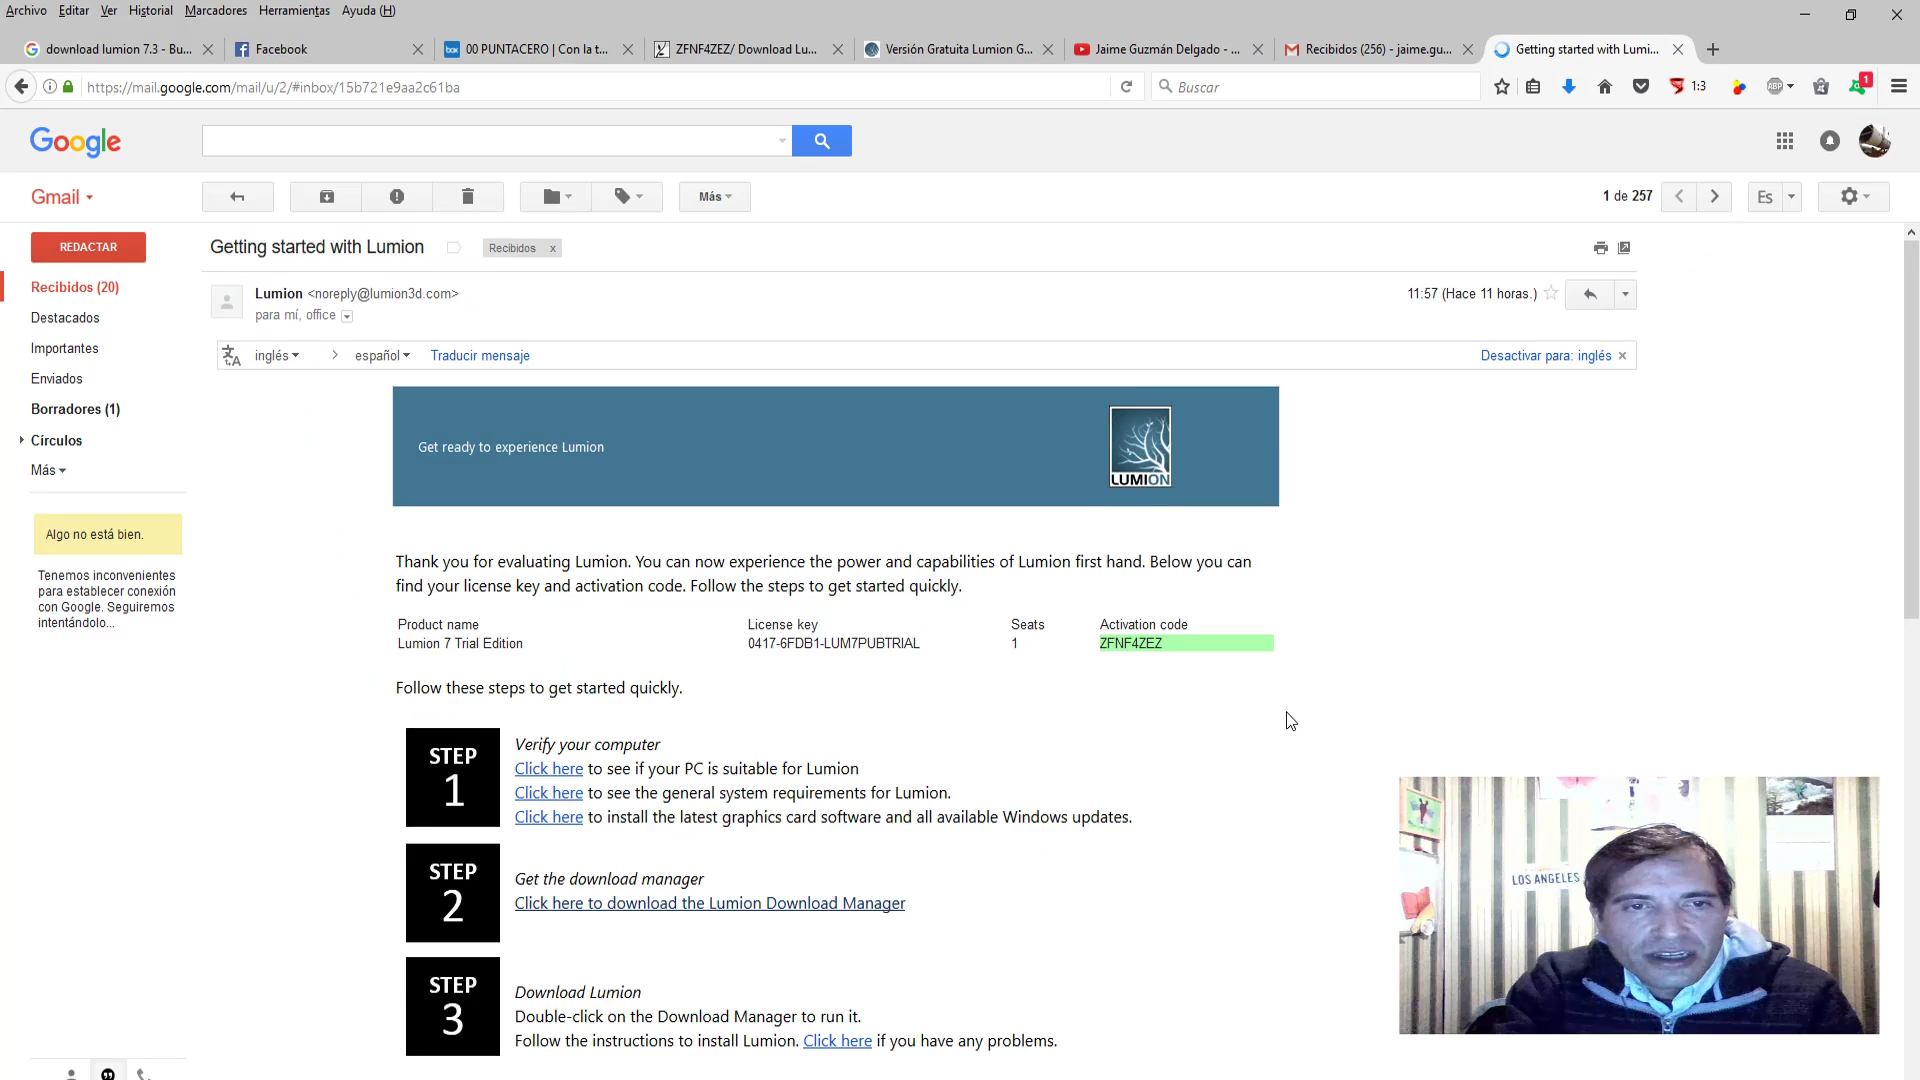 Archivo Editar Ver Historial Marcadores Herramientas Ayuda (H)
download lumion 7.3 - Bu...
Facebook
00 PUNTACERO | Con la t...
ZFNF4ZEZ/ Download Lu...
Versión Gratuita Lumion G...
Jaime Guzmán Delgado - ...
Recibidos (256) - jaime.gu...
Getting started with Lumi...
https://mail.google.com/mail/u/2/#inbox/15b721e9aa2c61ba
Buscar
1:3
ABP
1
Google
Gmail
Más
1 de 257
Es
REDACTAR
Recibidos (20)
Destacados
Importantes
Enviados
Borradores (1)
Círculos
Más
Algo no está bien.
Tenemos inconvenientes
para establecer conexión
con Google. Seguiremos
intentándolo...
Getting started with Lumion
Recibidos x
Lumion <noreply@lumion3d.com>
11:57 (Hace 11 horas.)
para mí, office
inglés
español
Traducir mensaje
Desactivar para: inglés
Get ready to experience Lumion
LUMION
Thank you for evaluating Lumion. You can now experience the power and capabilities of Lumion first hand. Below you can
find your license key and activation code. Follow the steps to get started quickly.
Product name License key Seats Activation code
Lumion 7 Trial Edition 0417-6FDB1-LUM7PUBTRIAL 1 ZFNF4ZEZ
Follow these steps to get started quickly.
STEP
1
Verify your computer
Click here to see if your PC is suitable for Lumion
Click here to see the general system requirements for Lumion.
Click here to install the latest graphics card software and all available Windows updates.
STEP
2
Get the download manager
Click here to download the Lumion Download Manager
STEP
3
Download Lumion
Double-click on the Download Manager to run it.
Follow the instructions to install Lumion. Click here if you have any problems.
LOS ANGELES